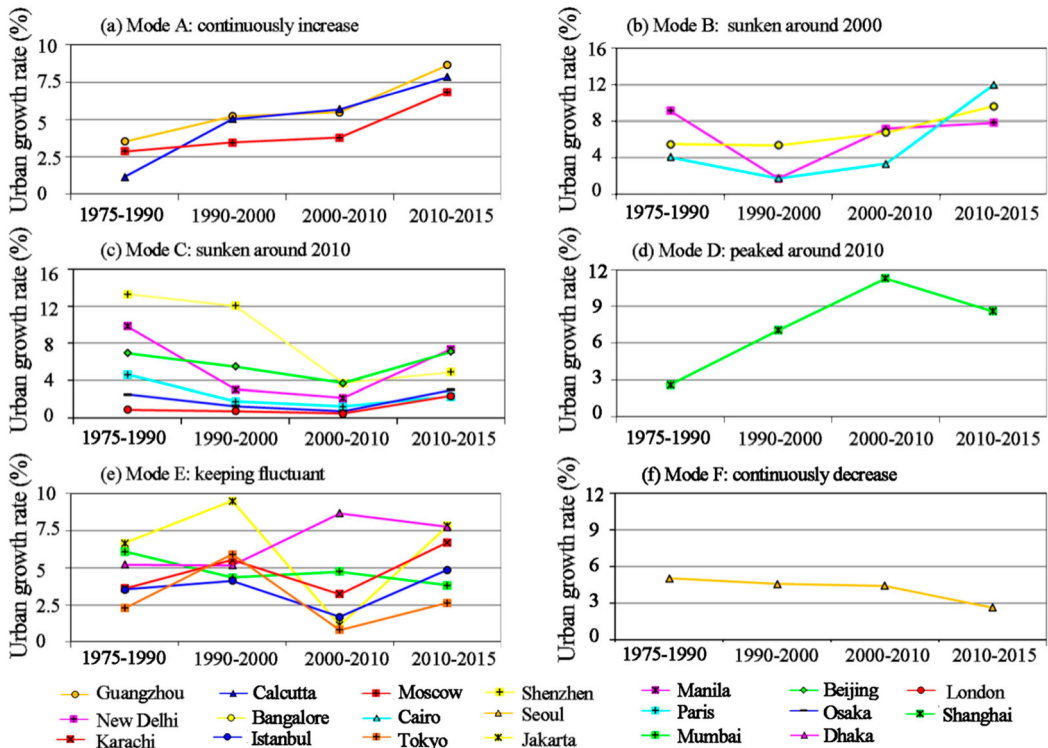 (a) Mode A: continuously increase
Urban growth rate (%)
10
7.5
5
2.5
0
1975-1990 1990-2000 2000-2010 2010-2015
(b) Mode B: sunken around 2000
Urban growth rate (%)
16
12
8
4
0
1975-1990 1990-2000 2000-2010 2010-2015
(c) Mode C: sunken around 2010
Urban growth rate (%)
16
12
8
4
0
1975-1990 1990-2000 2000-2010 2010-2015
(d) Mode D: peaked around 2010
Urban growth rate (%)
12
9
6
3
0
1975-1990 1990-2000 2000-2010 2010-2015
(e) Mode E: keeping fluctuant
Urban growth rate (%)
10
7.5
5
2.5
0
1975-1990 1990-2000 2000-2010 2010-2015
(f) Mode F: continuously decrease
Urban growth rate (%)
12
9
6
3
0
1975-1990 1990-2000 2000-2010 2010-2015
Guangzhou Calcutta Moscow Shenzhen Manila Beijing London
New Delhi Bangalore Cairo Seoul Paris Osaka Shanghai
Karachi Istanbul Tokyo Jakarta Mumbai Dhaka